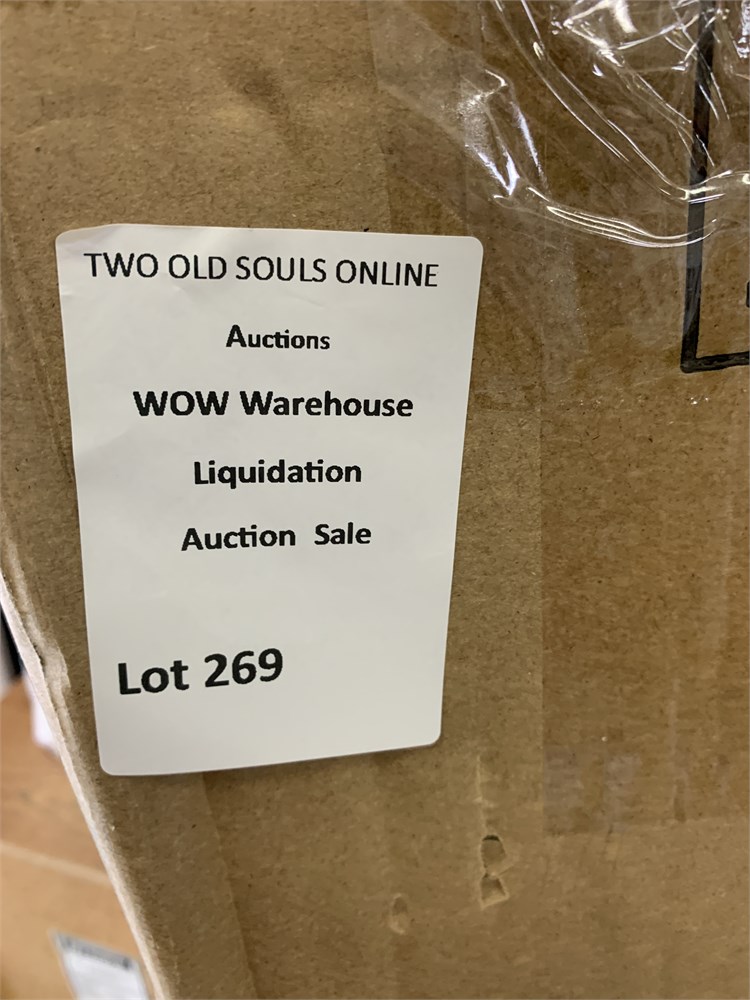 TWO OLD SOULS ONLINE
Auctions
WOW Warehouse
Liquidation
Auction Sale
Lot 269